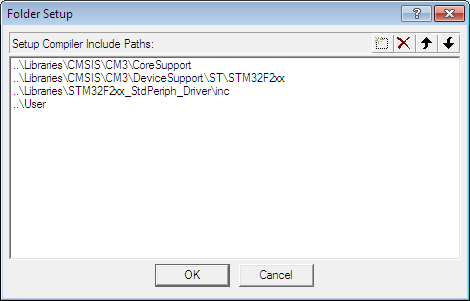 Folder Setup
Setup Compiler Include Paths:
..\Libraries\CMSIS\CM3\CoreSupport
..\Libraries\CMSIS\CM3\DeviceSupport\ST\STM32F2xx
..\Libraries\STM32F2xx_StdPeriph_Driver\inc
..\User
OK Cancel